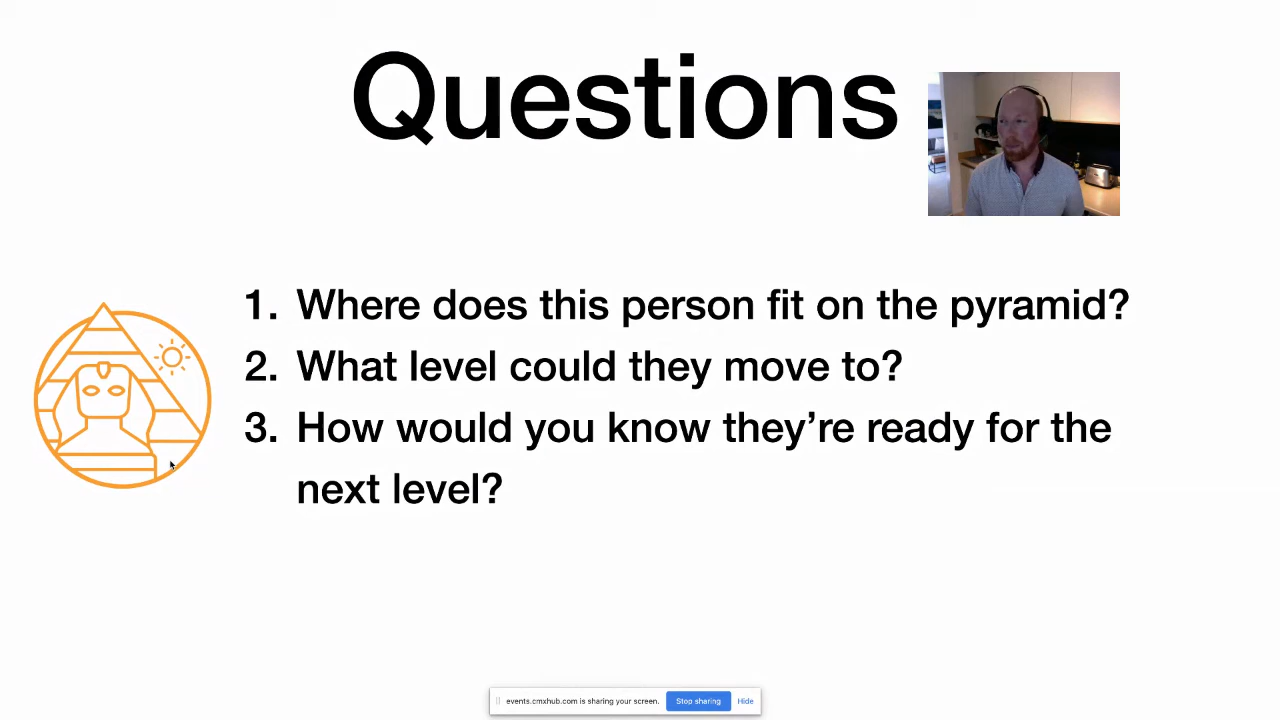 Questions
1. Where does this person fit on the pyramid?
2. What level could they move to?
3. How would you know they’re ready for the
next level?
events.cmxhub.com is sharing your screen. Stop sharing Hide